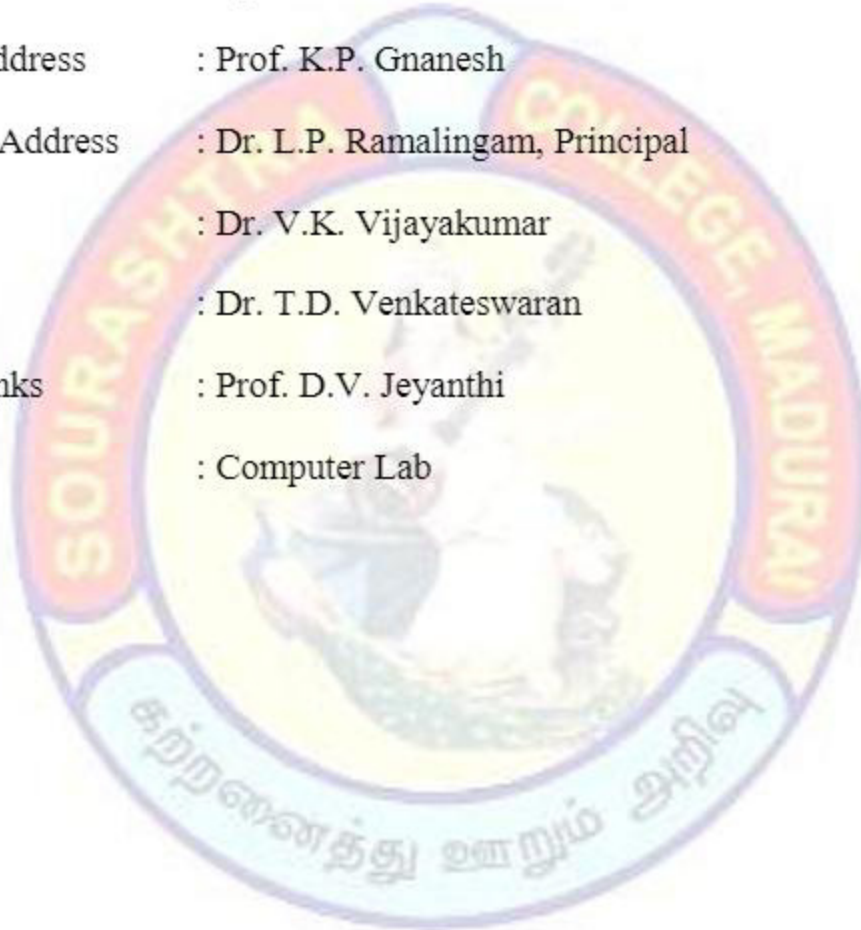 ddress : Prof. K.P. Gnanesh
Address : Dr. L.P. Ramalingam, Principal
: Dr. V.K. Vijayakumar
: Dr. T.D. Venkateswaran
nks : Prof. D.V. Jeyanthi
: Computer Lab
SOURASHTRA COLLEGE, MADURAI
கற்றனைத்து ஊறும் அறிவு